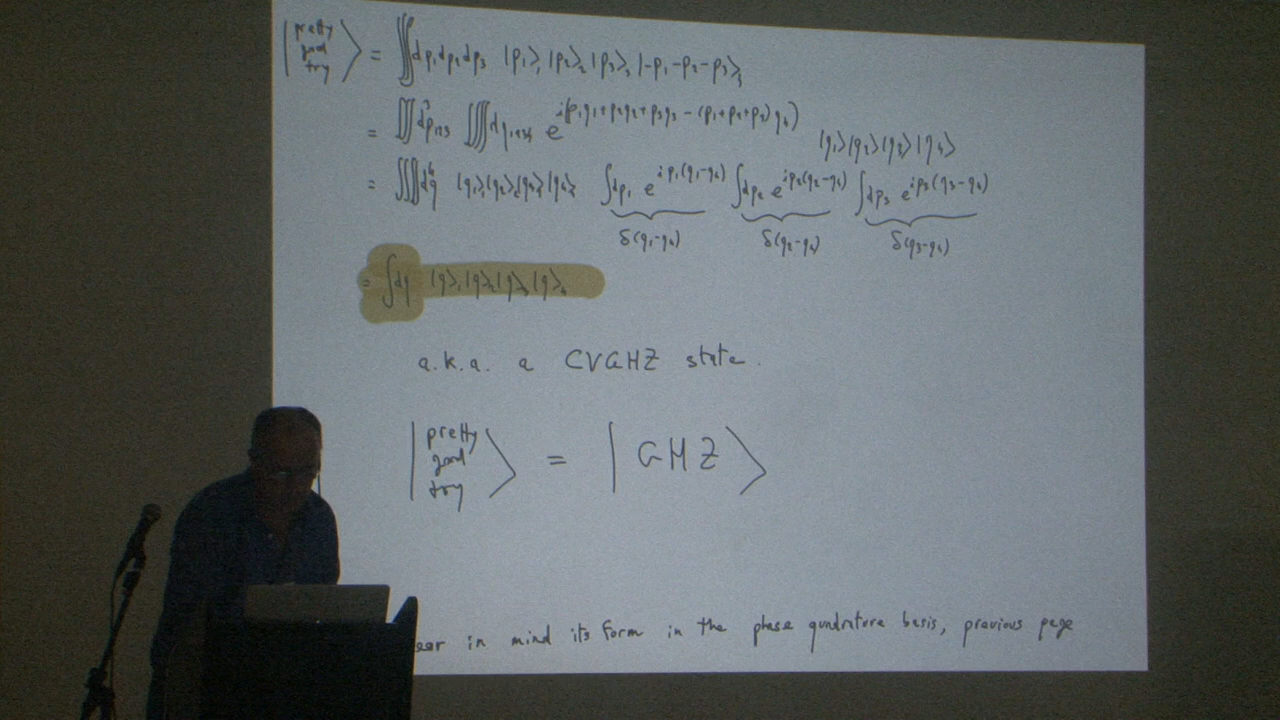 |pretty good try⟩ = ∭dp₁dp₂dp₃ |p₁⟩₁|p₂⟩₂|p₃⟩₃|-p₁-p₂-p₃⟩₄
= ∭d³p₁₂₃ ∭dq₁₂₃₄ e^{i(p₁q₁+p₂q₂+p₃q₃-(p₁+p₂+p₃)q₄)} |q₁⟩|q₂⟩|q₃⟩|q₄⟩
= ∭d⁴q |q₁⟩₁|q₂⟩₂|q₃⟩₃|q₄⟩₄ ∫dp₁ e^{ip₁(q₁-q₄)} ∫dp₂ e^{ip₂(q₂-q₄)} ∫dp₃ e^{ip₃(q₃-q₄)}
δ(q₁-q₄) δ(q₂-q₄) δ(q₃-q₄)
= ∫dq |q⟩₁|q⟩₂|q⟩₃|q⟩₄
a.k.a. a CVGHZ state.
|pretty good try⟩ = |GHZ⟩
in mind its form in the phase quadrature basis, previous page